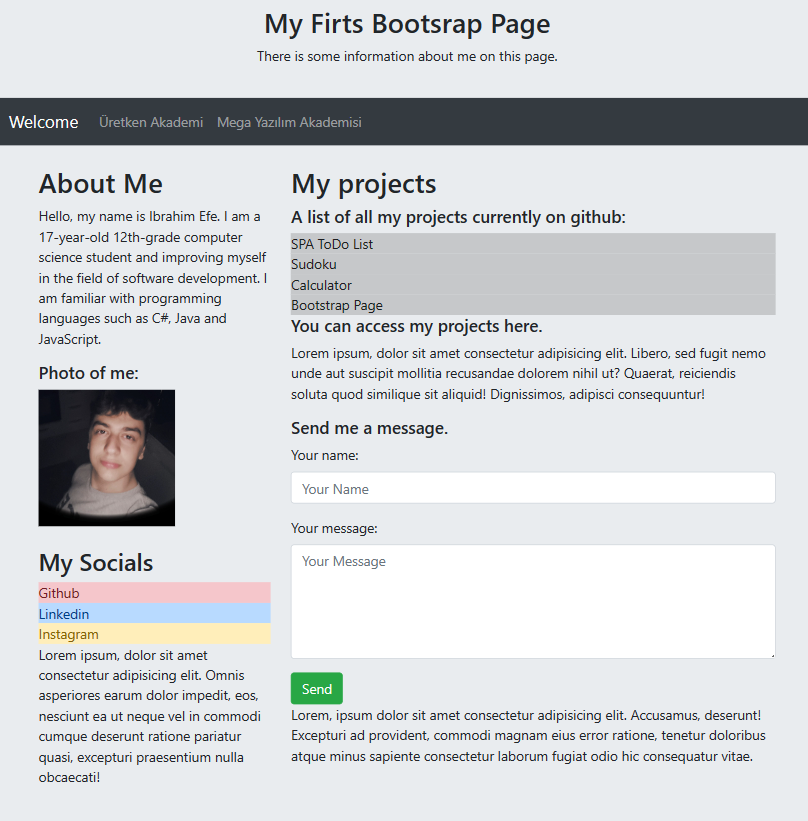 My Firts Bootsrap Page
There is some information about me on this page.
Welcome Üretken Akademi Mega Yazılım Akademisi
About Me
Hello, my name is Ibrahim Efe. I am a
17-year-old 12th-grade computer
science student and improving myself
in the field of software development. I
am familiar with programming
languages such as C#, Java and
JavaScript.
Photo of me:
My Socials
Github
Linkedin
Instagram
Lorem ipsum, dolor sit amet
consectetur adipisicing elit. Omnis
asperiores earum dolor impedit, eos,
nesciunt ea ut neque vel in commodi
cumque deserunt ratione pariatur
quasi, excepturi praesentium nulla
obcaecati!
My projects
A list of all my projects currently on github:
SPA ToDo List
Sudoku
Calculator
Bootstrap Page
You can access my projects here.
Lorem ipsum, dolor sit amet consectetur adipisicing elit. Libero, sed fugit nemo
unde aut suscipit mollitia recusandae dolorem nihil ut? Quaerat, reiciendis
soluta quod similique sit aliquid! Dignissimos, adipisci consequuntur!
Send me a message.
Your name:
Your Name
Your message:
Your Message
Send
Lorem, ipsum dolor sit amet consectetur adipisicing elit. Accusamus, deserunt!
Excepturi ad provident, commodi magnam eius error ratione, tenetur doloribus
atque minus sapiente consectetur laborum fugiat odio hic consequatur vitae.